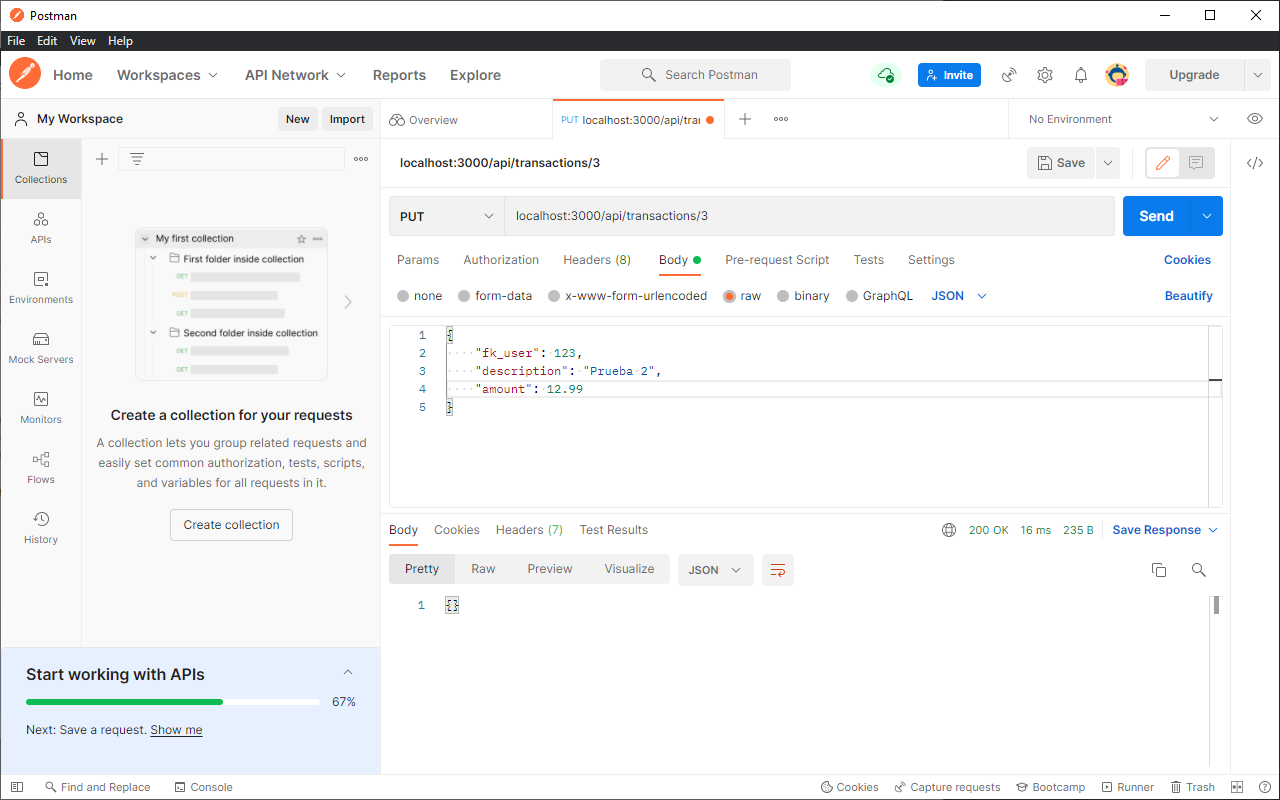 Postman
File Edit View Help
Home Workspaces API Network Reports Explore Search Postman Invite Upgrade
My Workspace New Import Overview PUT localhost:3000/api/tra No Environment
Collections
APIs
Environments
Mock Servers
Monitors
Flows
History
My first collection
First folder inside collection
GET
POST
GET
Second folder inside collection
GET
GET
Create a collection for your requests
A collection lets you group related requests and
easily set common authorization, tests, scripts,
and variables for all requests in it.
Create collection
Start working with APIs
67%
Next: Save a request. Show me
localhost:3000/api/transactions/3 Save
PUT localhost:3000/api/transactions/3 Send
Params Authorization Headers (8) Body Pre-request Script Tests Settings Cookies
none form-data x-www-form-urlencoded raw binary GraphQL JSON Beautify
1 {
2 "fk_user": 123,
3 "description": "Prueba 2",
4 "amount": 12.99
5 }
Body Cookies Headers (7) Test Results 200 OK 16 ms 235 B Save Response
Pretty Raw Preview Visualize JSON
1 {}
Find and Replace Console Cookies Capture requests Bootcamp Runner Trash